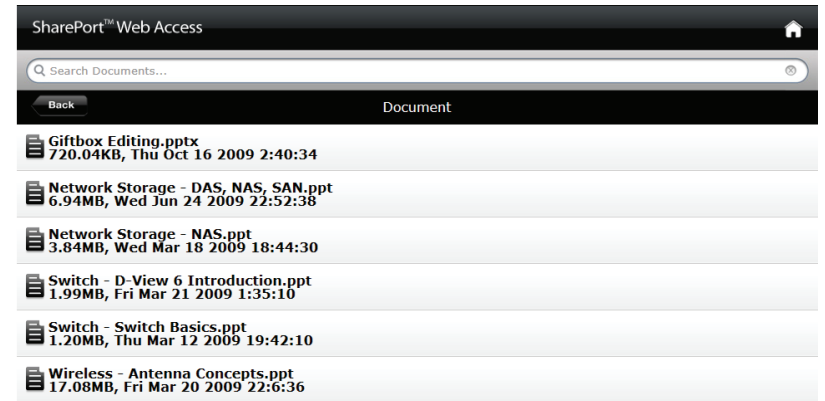 SharePort™ Web Access
Search Documents...
Back
Document
Giftbox Editing.pptx
720.04KB, Thu Oct 16 2009 2:40:34
Network Storage - DAS, NAS, SAN.ppt
6.94MB, Wed Jun 24 2009 22:52:38
Network Storage - NAS.ppt
3.84MB, Wed Mar 18 2009 18:44:30
Switch - D-View 6 Introduction.ppt
1.99MB, Fri Mar 21 2009 1:35:10
Switch - Switch Basics.ppt
1.20MB, Thu Mar 12 2009 19:42:10
Wireless - Antenna Concepts.ppt
17.08MB, Fri Mar 20 2009 22:6:36